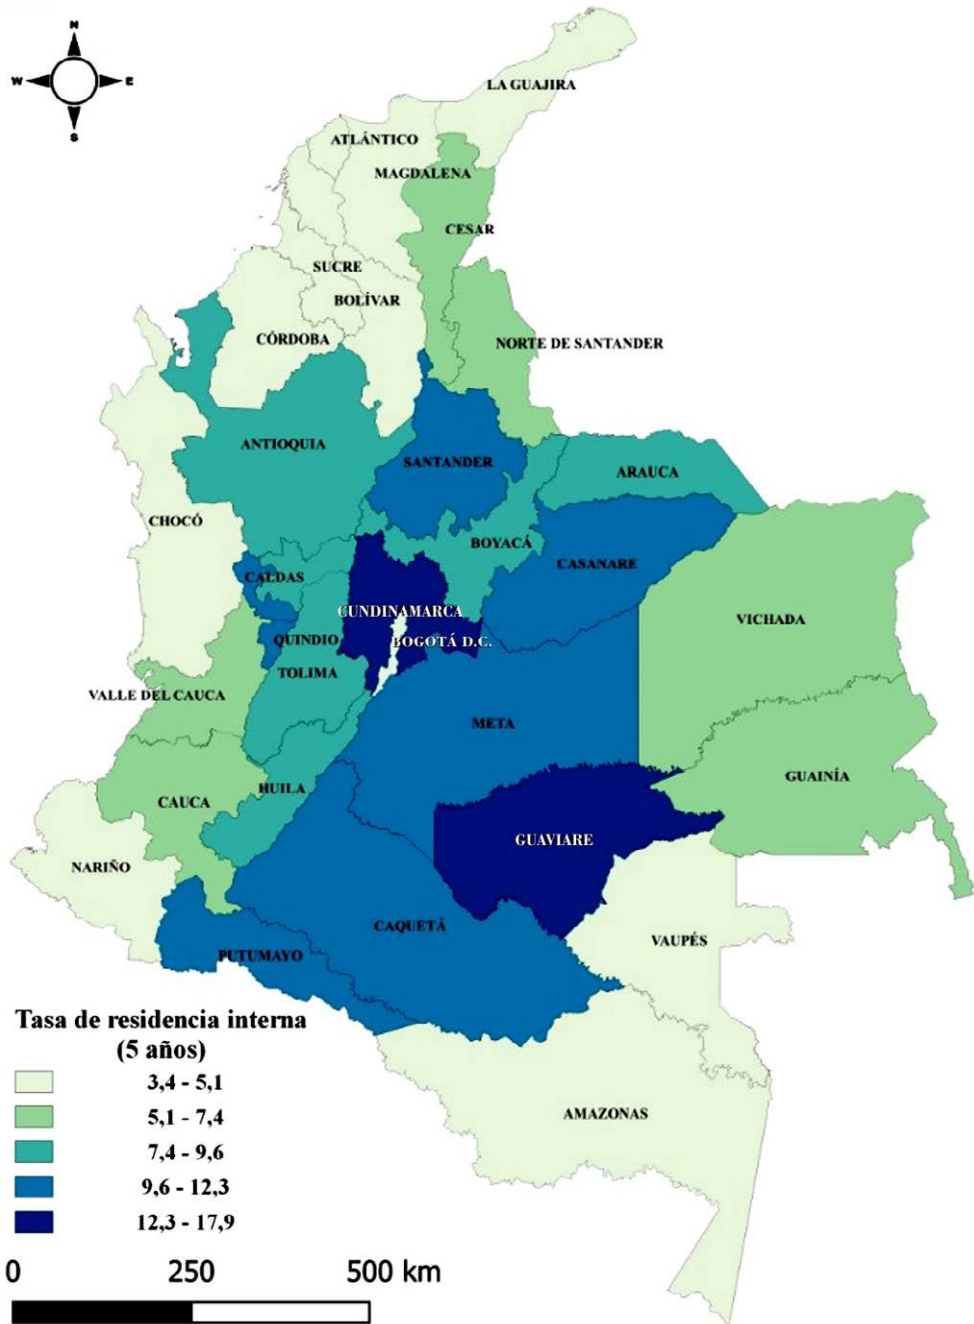 N
W E
S
LA GUAJIRA
ATLÁNTICO
MAGDALENA
CESAR
SUCRE
BOLÍVAR
CÓRDOBA
NORTE DE SANTANDER
ANTIOQUIA
SANTANDER
ARAUCA
CHOCÓ
BOYACÁ
CASANARE
CALDAS
CUNDINAMARCA
VICHADA
QUINDIO
BOGOTÁ D.C.
TOLIMA
VALLE DEL CAUCA
META
GUAINÍA
HUILA
CAUCA
GUAVIARE
NARIÑO
CAQUETÁ
VAUPÉS
PUTUMAYO
Tasa de residencia interna
(5 años)
3,4 - 5,1
5,1 - 7,4
7,4 - 9,6
9,6 - 12,3
12,3 - 17,9
AMAZONAS
0 250 500 km